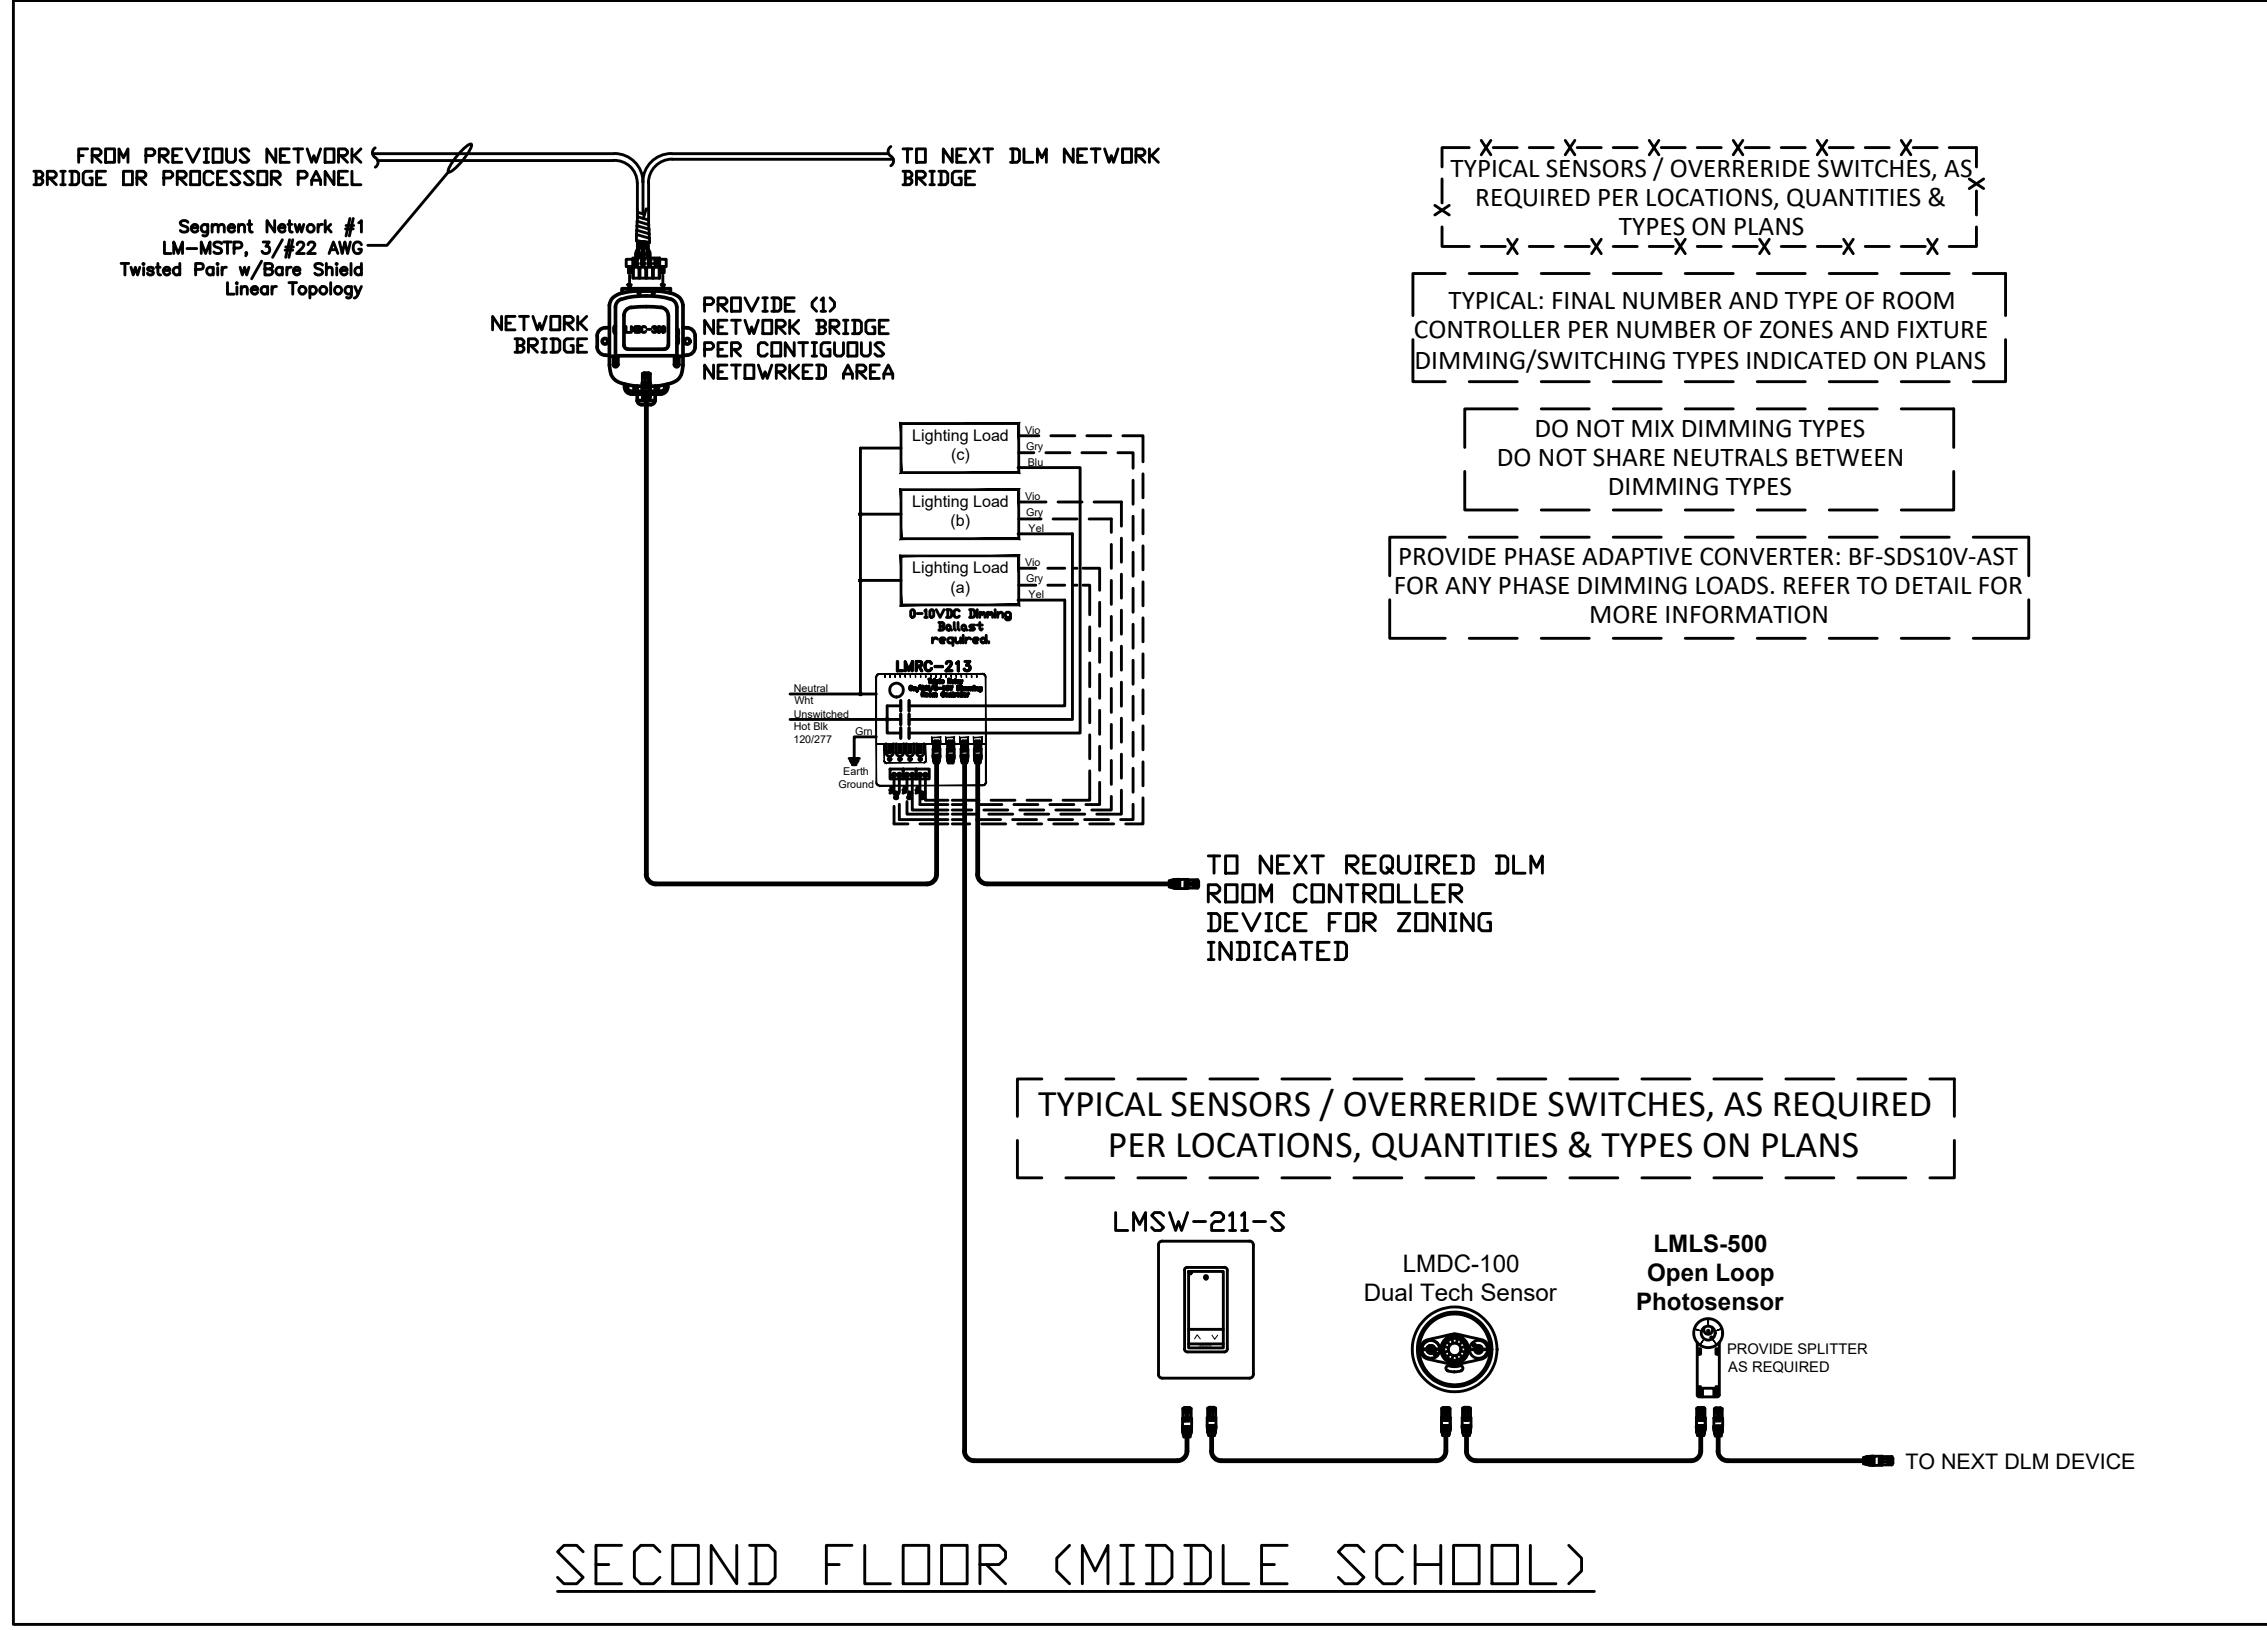 FROM PREVIOUS NETWORK
BRIDGE OR PROCESSOR PANEL
TO NEXT DLM NETWORK
BRIDGE
Segment Network #1
LM-MSTP, 3/#22 AWG
Twisted Pair w/Bare Shield
Linear Topology
NETWORK
BRIDGE
PROVIDE (1)
NETWORK BRIDGE
PER CONTIGUOUS
NETOWRKED AREA
TYPICAL SENSORS / OVERRERIDE SWITCHES, AS
REQUIRED PER LOCATIONS, QUANTITIES &
TYPES ON PLANS
TYPICAL: FINAL NUMBER AND TYPE OF ROOM
CONTROLLER PER NUMBER OF ZONES AND FIXTURE
DIMMING/SWITCHING TYPES INDICATED ON PLANS
DO NOT MIX DIMMING TYPES
DO NOT SHARE NEUTRALS BETWEEN
DIMMING TYPES
PROVIDE PHASE ADAPTIVE CONVERTER: BF-SDS10V-AST
FOR ANY PHASE DIMMING LOADS. REFER TO DETAIL FOR
MORE INFORMATION
Lighting Load
(c)
Vio
Gry
Blu
Lighting Load
(b)
Vio
Gry
Yel
Lighting Load
(a)
Vio
Gry
Yel
0-10VDC Dimming
Ballast
required.
LMRC-213
Neutral
Wht
Unswitched
Hot Blk
120/277
Grn
Earth
Ground
TO NEXT REQUIRED DLM
ROOM CONTROLLER
DEVICE FOR ZONING
INDICATED
TYPICAL SENSORS / OVERRERIDE SWITCHES, AS REQUIRED
PER LOCATIONS, QUANTITIES & TYPES ON PLANS
LMSW-211-S
LMDC-100
Dual Tech Sensor
LMLS-500
Open Loop
Photosensor
PROVIDE SPLITTER
AS REQUIRED
TO NEXT DLM DEVICE
SECOND FLOOR (MIDDLE SCHOOL)